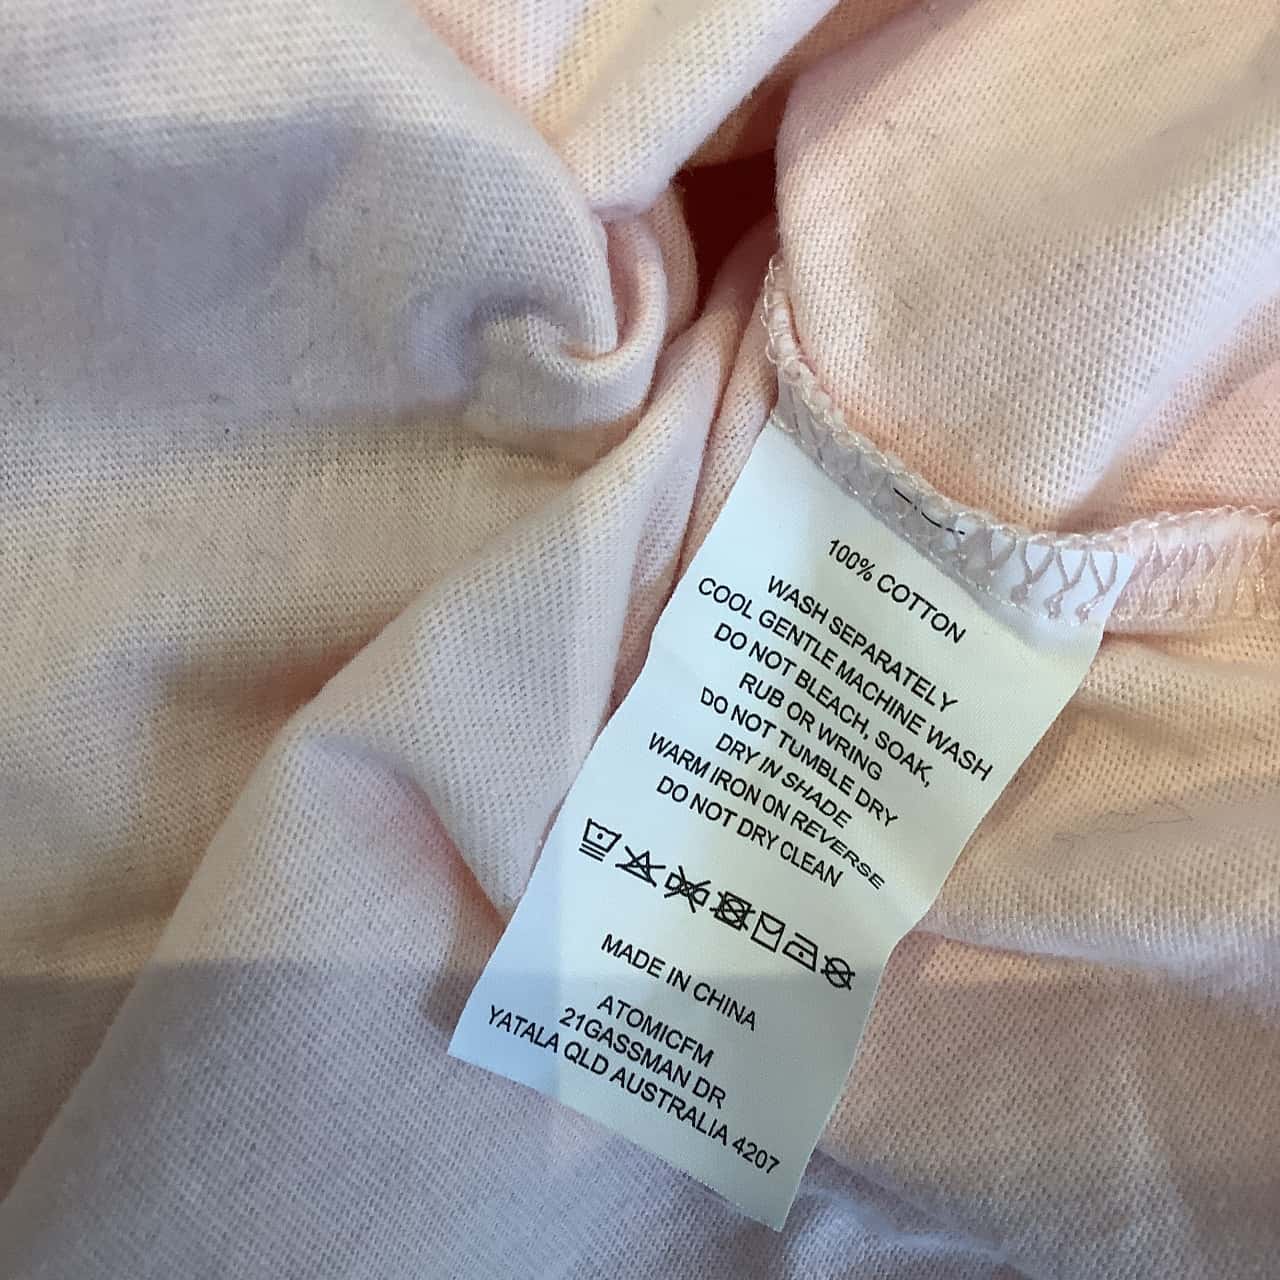 100% COTTON
WASH SEPARATELY
COOL GENTLE MACHINE WASH
DO NOT BLEACH, SOAK,
RUB OR WRING
DO NOT TUMBLE DRY
DRY IN SHADE
WARM IRON ON REVERSE
DO NOT DRY CLEAN
MADE IN CHINA
ATOMICFM
21GASSMAN DR
YATALA QLD AUSTRALIA 4207